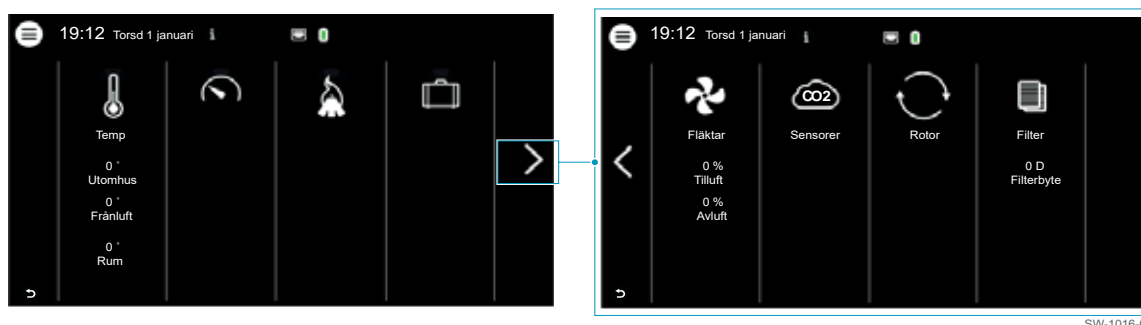 19:12 Torsd 1 januari i
Temp
0 °
Utomhus
0 °
Frånluft
0 °
Rum
19:12 Torsd 1 januari i
Fläktar
0 %
Tilluft
0 %
Avluft
CO2
Sensorer
Rotor
Filter
0 D
Filterbyte